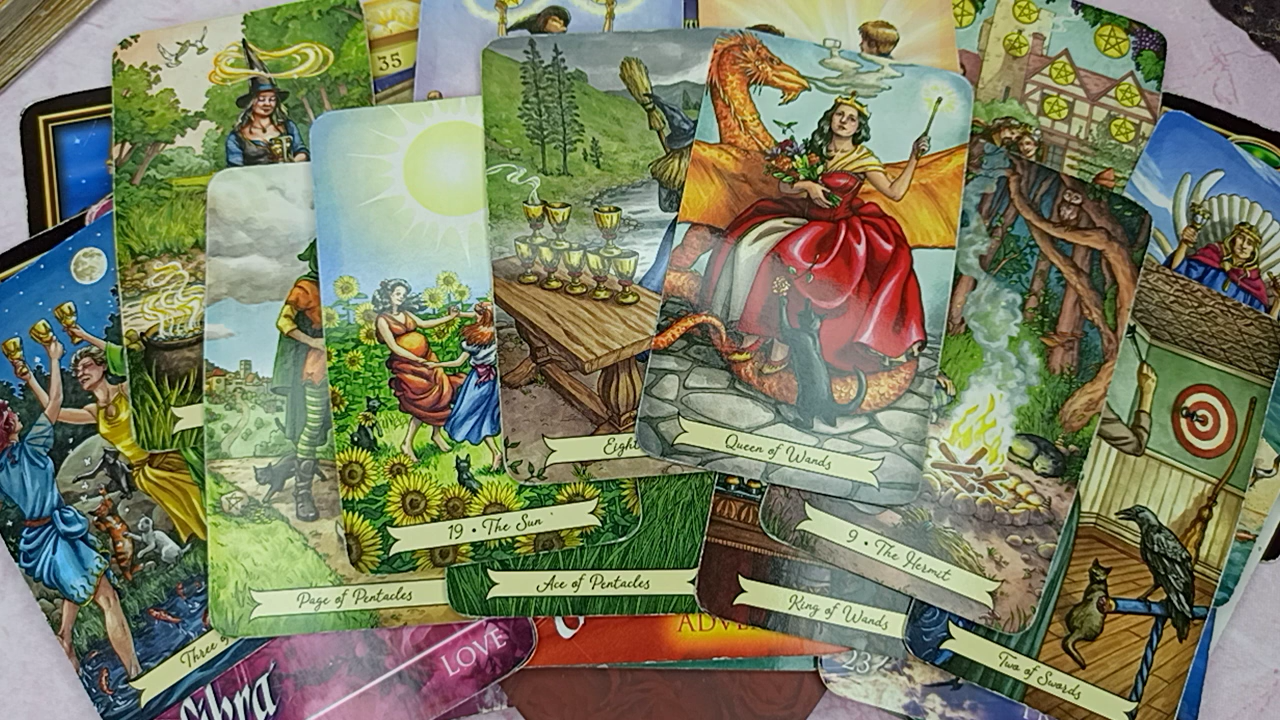 35
Eight
Queen of Wands
19 • The Sun
9 • The Hermit
Ace of Pentacles
Page of Pentacles
King of Wands
Three
Two of Swords
LOVE
Libra
23